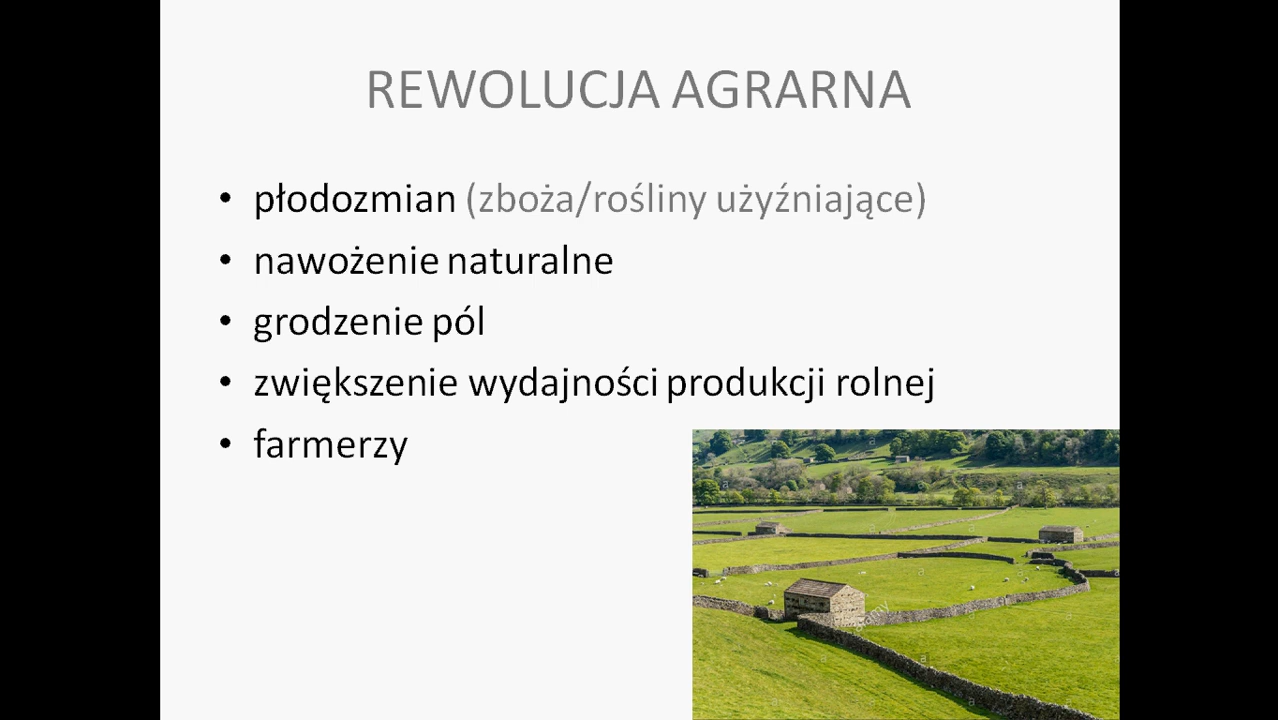 REWOLUCJA AGRARNA
• płodozmian (zboża/rośliny użyźniające)
• nawożenie naturalne
• grodzenie pól
• zwiększenie wydajności produkcji rolnej
• farmerzy